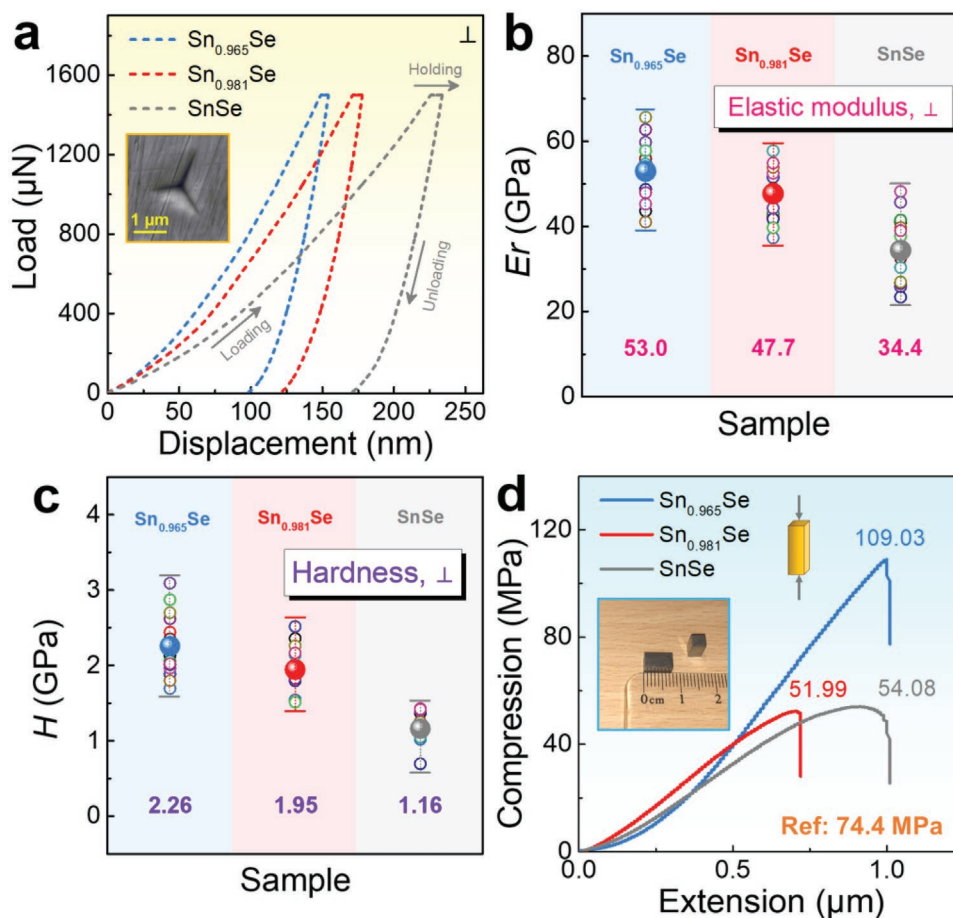 a
⊥
Sn0.965Se
Sn0.981Se
SnSe
Holding
Loading
Unloading
1 μm
Load (μN)
1600
1200
800
400
0
0 50 100 150 200 250
Displacement (nm)
b
Sn0.965Se Sn0.981Se SnSe
Elastic modulus, ⊥
Er (GPa)
80
60
40
20
0
53.0 47.7 34.4
Sample
c
Sn0.965Se Sn0.981Se SnSe
Hardness, ⊥
H (GPa)
4
3
2
1
0
2.26 1.95 1.16
Sample
d
Sn0.965Se
Sn0.981Se
SnSe
109.03
51.99
54.08
0cm 1 2
Ref: 74.4 MPa
Compression (MPa)
120
80
40
0
0.0 0.5 1.0
Extension (μm)